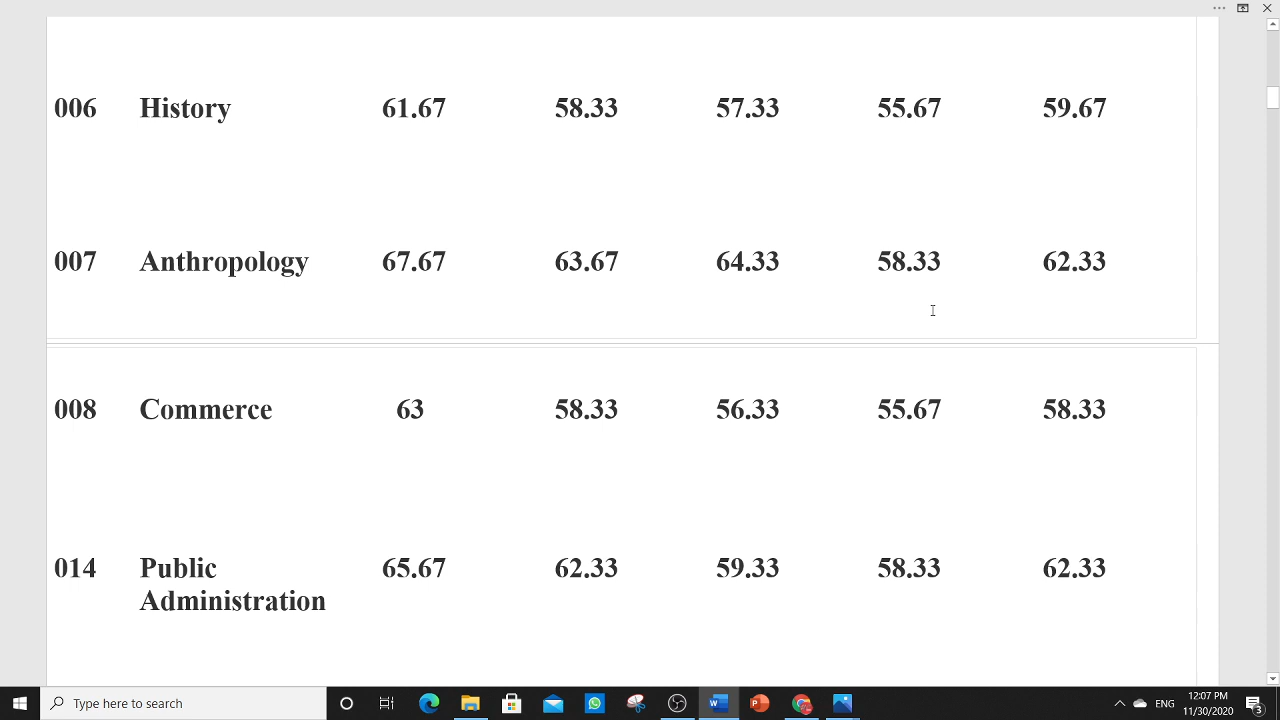 006 History 61.67 58.33 57.33 55.67 59.67
007 Anthropology 67.67 63.67 64.33 58.33 62.33
008 Commerce 63 58.33 56.33 55.67 58.33
014 Public 65.67 62.33 59.33 58.33 62.33
Administration
Type here to search
ENG
12:07 PM
11/30/2020
3